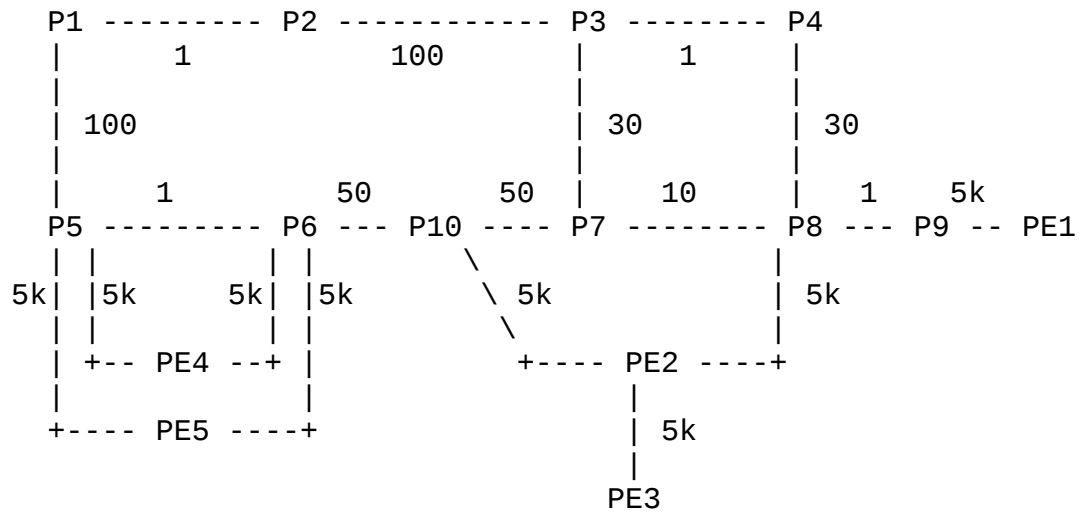 P1 --------- P2 ------------- P3 -------- P4
|       1            100        |    1     |
|                               |          |
| 100                           | 30       | 30
|                               |          |
|     1        50      50 |    10    |   1    5k
P5 --------- P6 --- P10 ---- P7 -------- P8 --- P9 -- PE1
| |         | |        \                |
5k| |5k     5k| |5k       \ 5k            | 5k
| |         | |          \              |
| +-- PE4 --+ |           +---- PE2 ----+
|             |                |
+---- PE5 ----+                | 5k
|
PE3